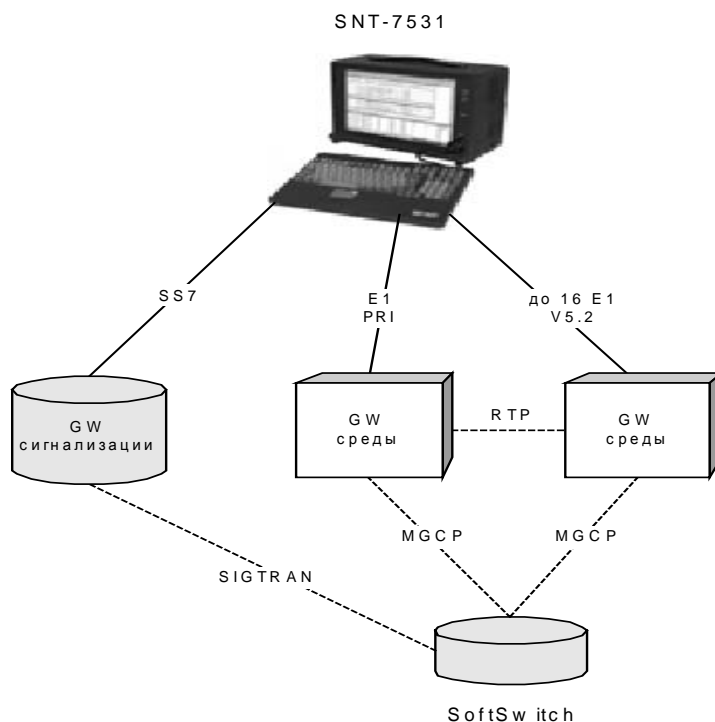 SNT-7531
SS7
E1
PRI
до 16 E1
V5.2
GW
сигнализации
GW
среды
RTP
GW
среды
MGCP
MGCP
SIGTRAN
SoftSwitch